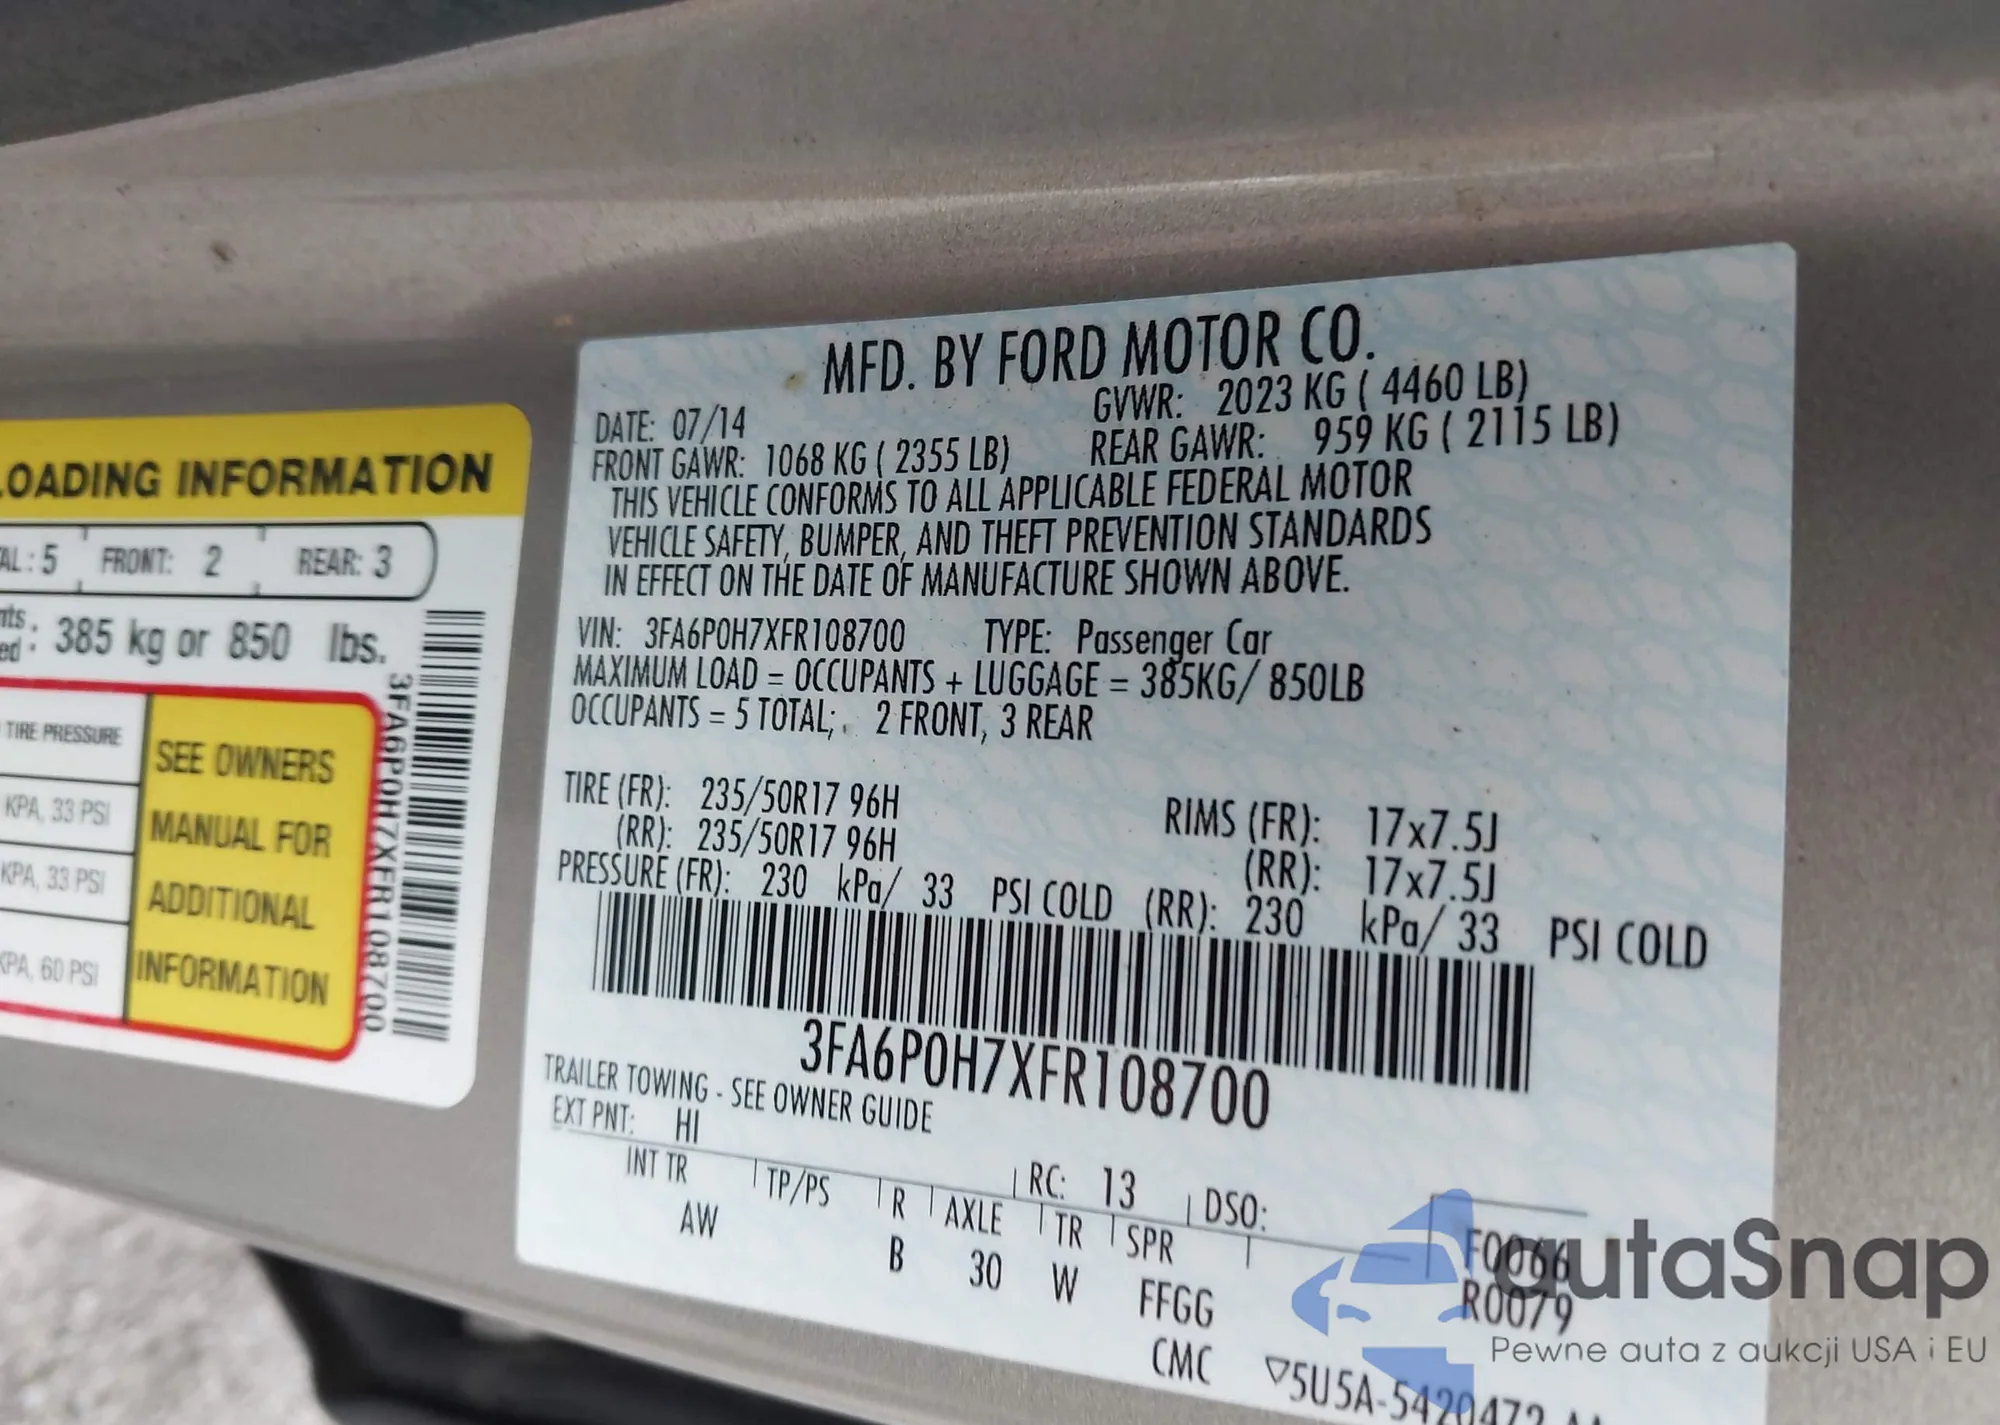 LOADING INFORMATION
AL: 5 FRONT: 2 REAR: 3
385 kg or 850 lbs.
TIRE PRESSURE
KPA, 33 PSI
KPA, 33 PSI
KPA, 60 PSI
SEE OWNERS
MANUAL FOR
ADDITIONAL
INFORMATION
3FA6P0H7XFR108700
MFD. BY FORD MOTOR CO.
DATE: 07/14 GVWR: 2023 KG ( 4460 LB)
FRONT GAWR: 1068 KG ( 2355 LB) REAR GAWR: 959 KG ( 2115 LB)
THIS VEHICLE CONFORMS TO ALL APPLICABLE FEDERAL MOTOR
VEHICLE SAFETY, BUMPER, AND THEFT PREVENTION STANDARDS
IN EFFECT ON THE DATE OF MANUFACTURE SHOWN ABOVE.
VIN: 3FA6P0H7XFR108700 TYPE: Passenger Car
MAXIMUM LOAD = OCCUPANTS + LUGGAGE = 385KG/ 850LB
OCCUPANTS = 5 TOTAL; 2 FRONT, 3 REAR
TIRE (FR): 235/50R17 96H RIMS (FR): 17x7.5J
(RR): 235/50R17 96H (RR): 17x7.5J
PRESSURE (FR): 230 kPa/ 33 PSI COLD (RR): 230 kPa/ 33 PSI COLD
3FA6P0H7XFR108700
TRAILER TOWING - SEE OWNER GUIDE
EXT PNT: HI RC: 13 DSO:
INT TR TP/PS R AXLE TR SPR F0066
AW B 30 W FFGG R0079
CMC ▽5U5A-5420472
autaSnap
Pewne auta z aukcji USA i EU